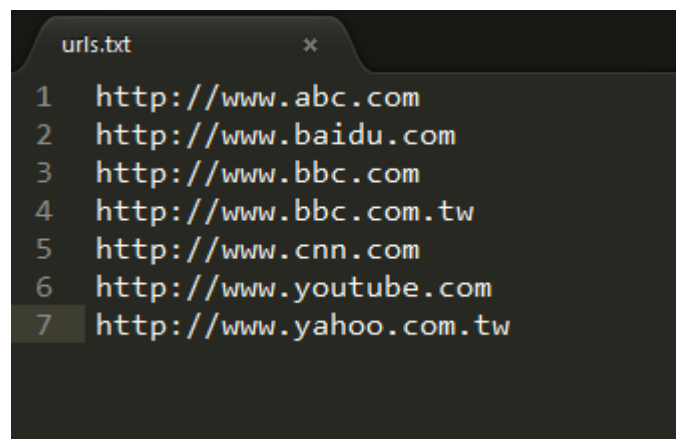 urls.txt ×
1 http://www.abc.com
2 http://www.baidu.com
3 http://www.bbc.com
4 http://www.bbc.com.tw
5 http://www.cnn.com
6 http://www.youtube.com
7 http://www.yahoo.com.tw